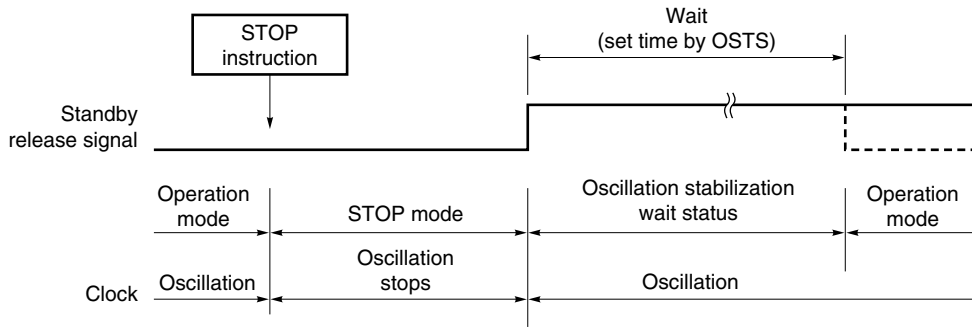 STOP
instruction
Wait
(set time by OSTS)
Standby
release signal
Operation
mode
STOP mode
Oscillation stabilization
wait status
Operation
mode
Clock
Oscillation
Oscillation
stops
Oscillation